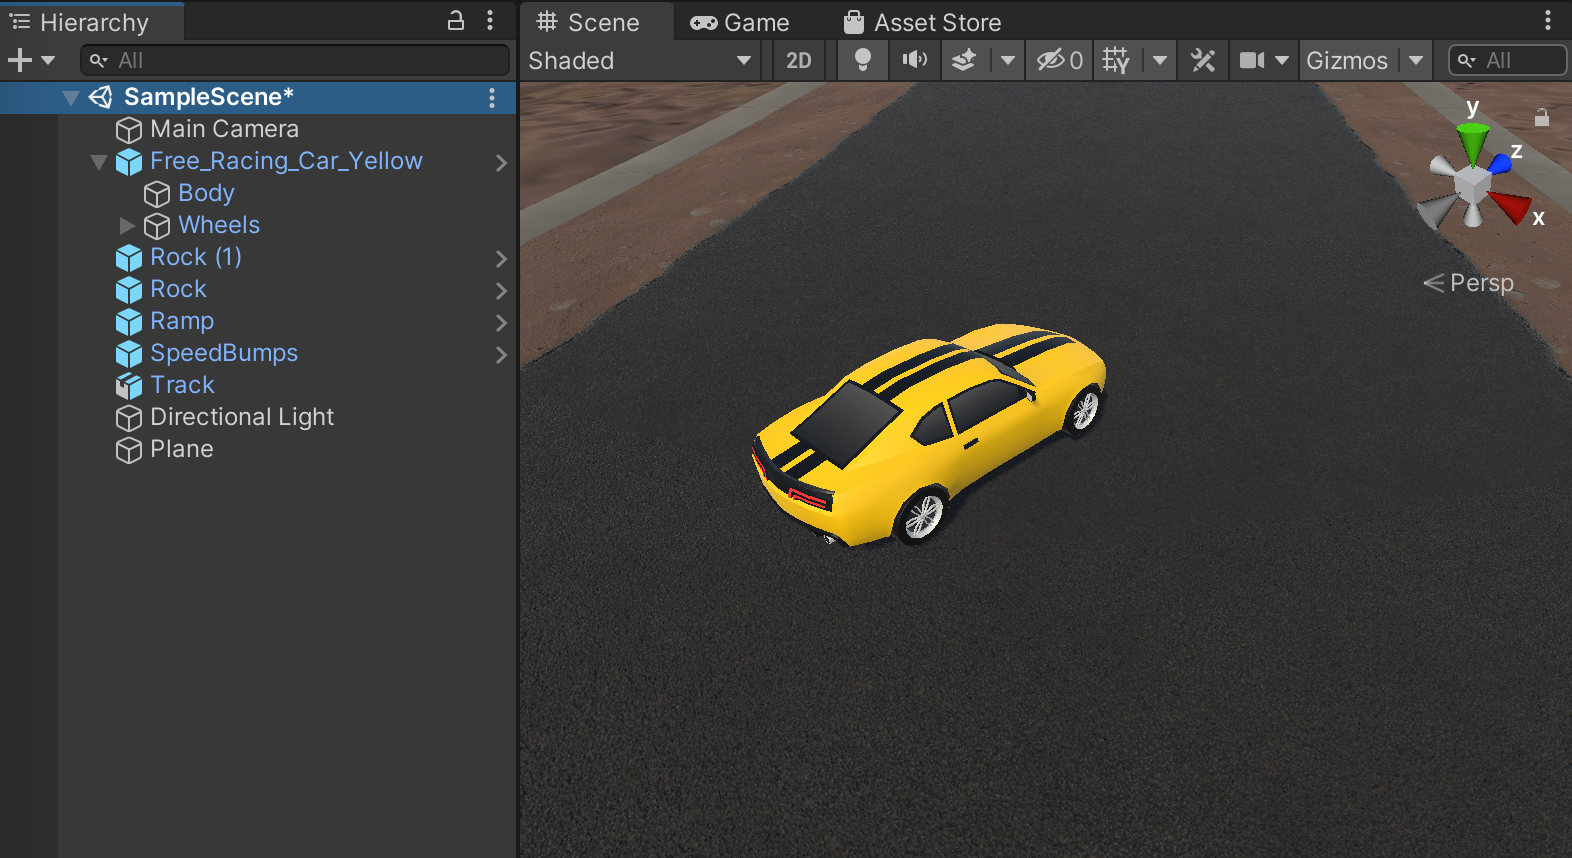 Hierarchy
All
SampleScene*
Main Camera
Free_Racing_Car_Yellow
Body
Wheels
Rock (1)
Rock
Ramp
SpeedBumps
Track
Directional Light
Plane
Scene Game Asset Store
Shaded 2D 0 Gizmos All
y
z
x
Persp